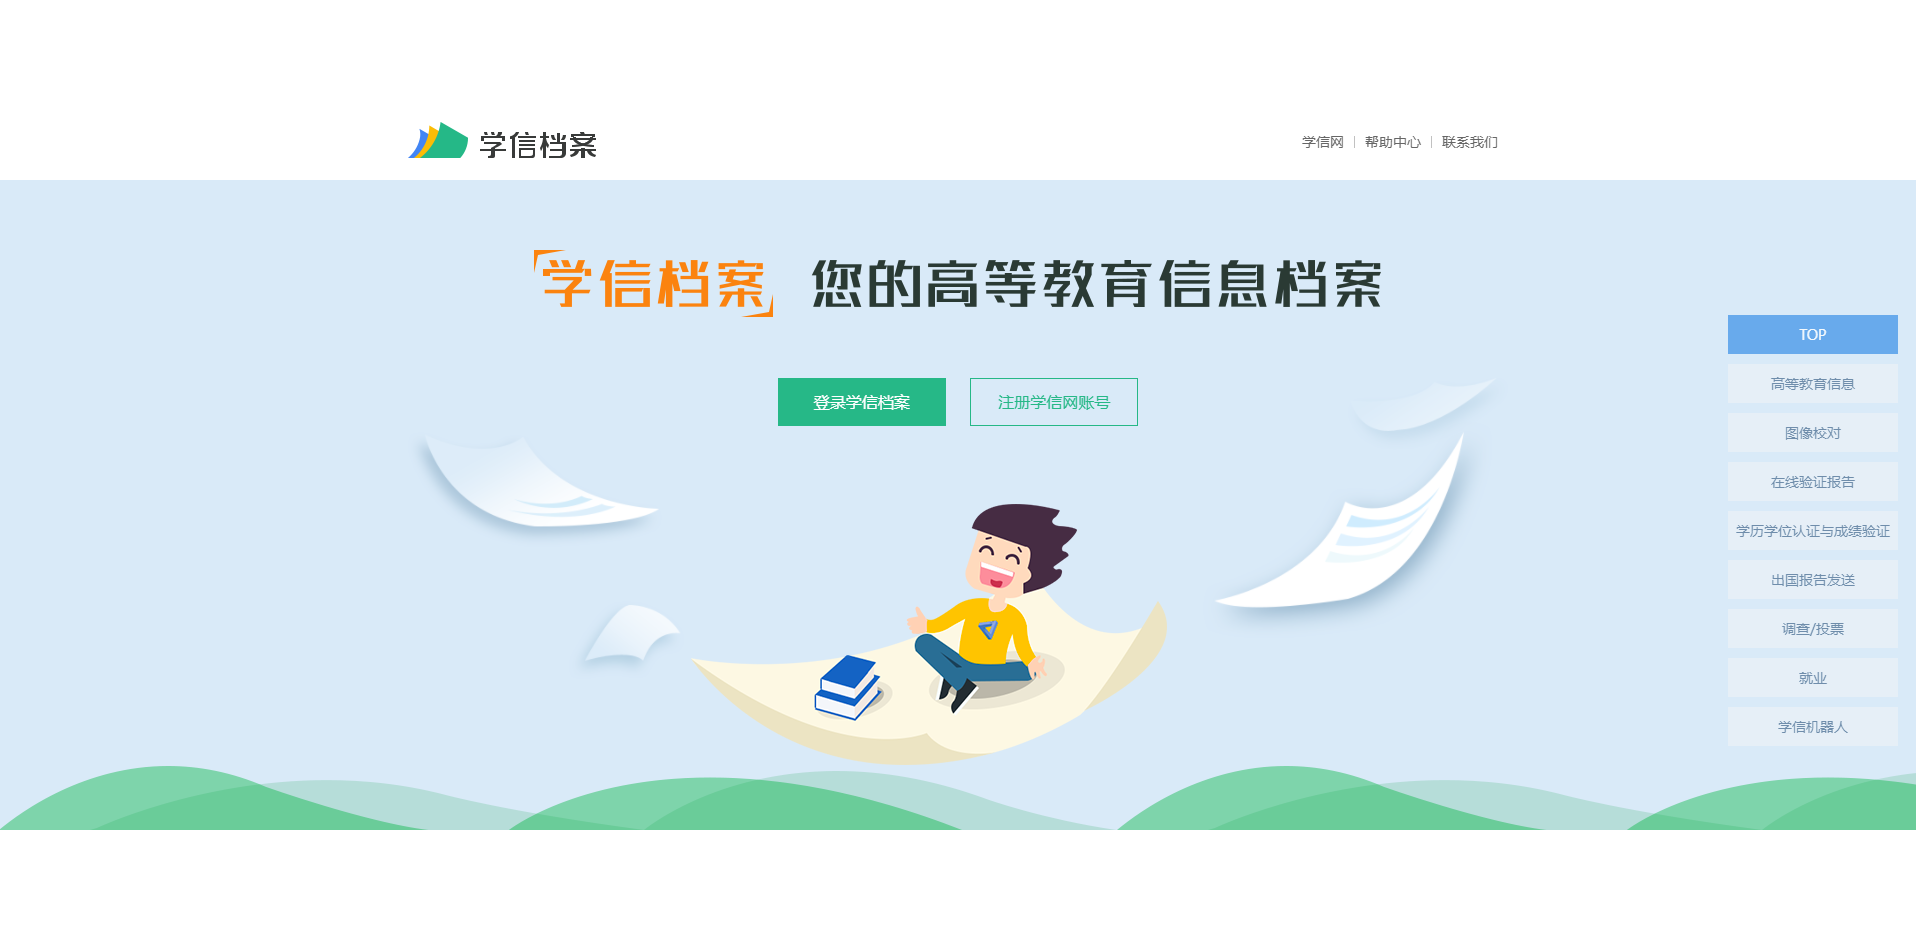 学信档案
学信网 | 帮助中心 | 联系我们
学信档案 您的高等教育信息档案
登录学信档案 注册学信网账号
TOP
高等教育信息
图像校对
在线验证报告
学历学位认证与成绩验证
出国报告发送
调查/投票
就业
学信机器人